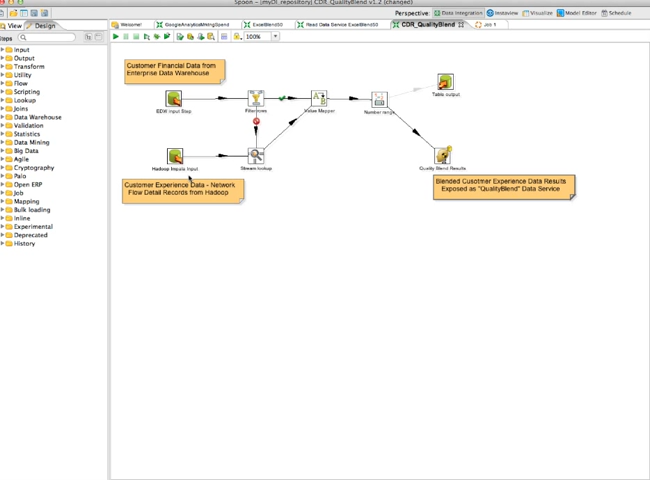 Spoon - [myDI_repository] CDR_QualityBlend v1.2 (changed)
Perspective: Data Integration Instaview Visualize Model Editor Schedule
View Design
Welcome! GoogleAnalyticsMktngSpend ExcelBlend50 Read Data Service ExcelBlend50 CDR_QualityBlend Job 1
Steps
100%
Input
Output
Transform
Utility
Flow
Scripting
Lookup
Joins
Data Warehouse
Validation
Statistics
Data Mining
Big Data
Agile
Cryptography
Palo
Open ERP
Job
Mapping
Bulk loading
Inline
Experimental
Deprecated
History
Customer Financial Data from
Enterprise Data Warehouse
EDW Input Step
Filter rows
Value Mapper
Number range
Table output
Hadoop Impala Input
Stream lookup
Quality Blend Results
Customer Experience Data - Network
Flow Detail Records from Hadoop
Blended Cusotmer Experience Data Results
Exposed as "QualityBlend" Data Service